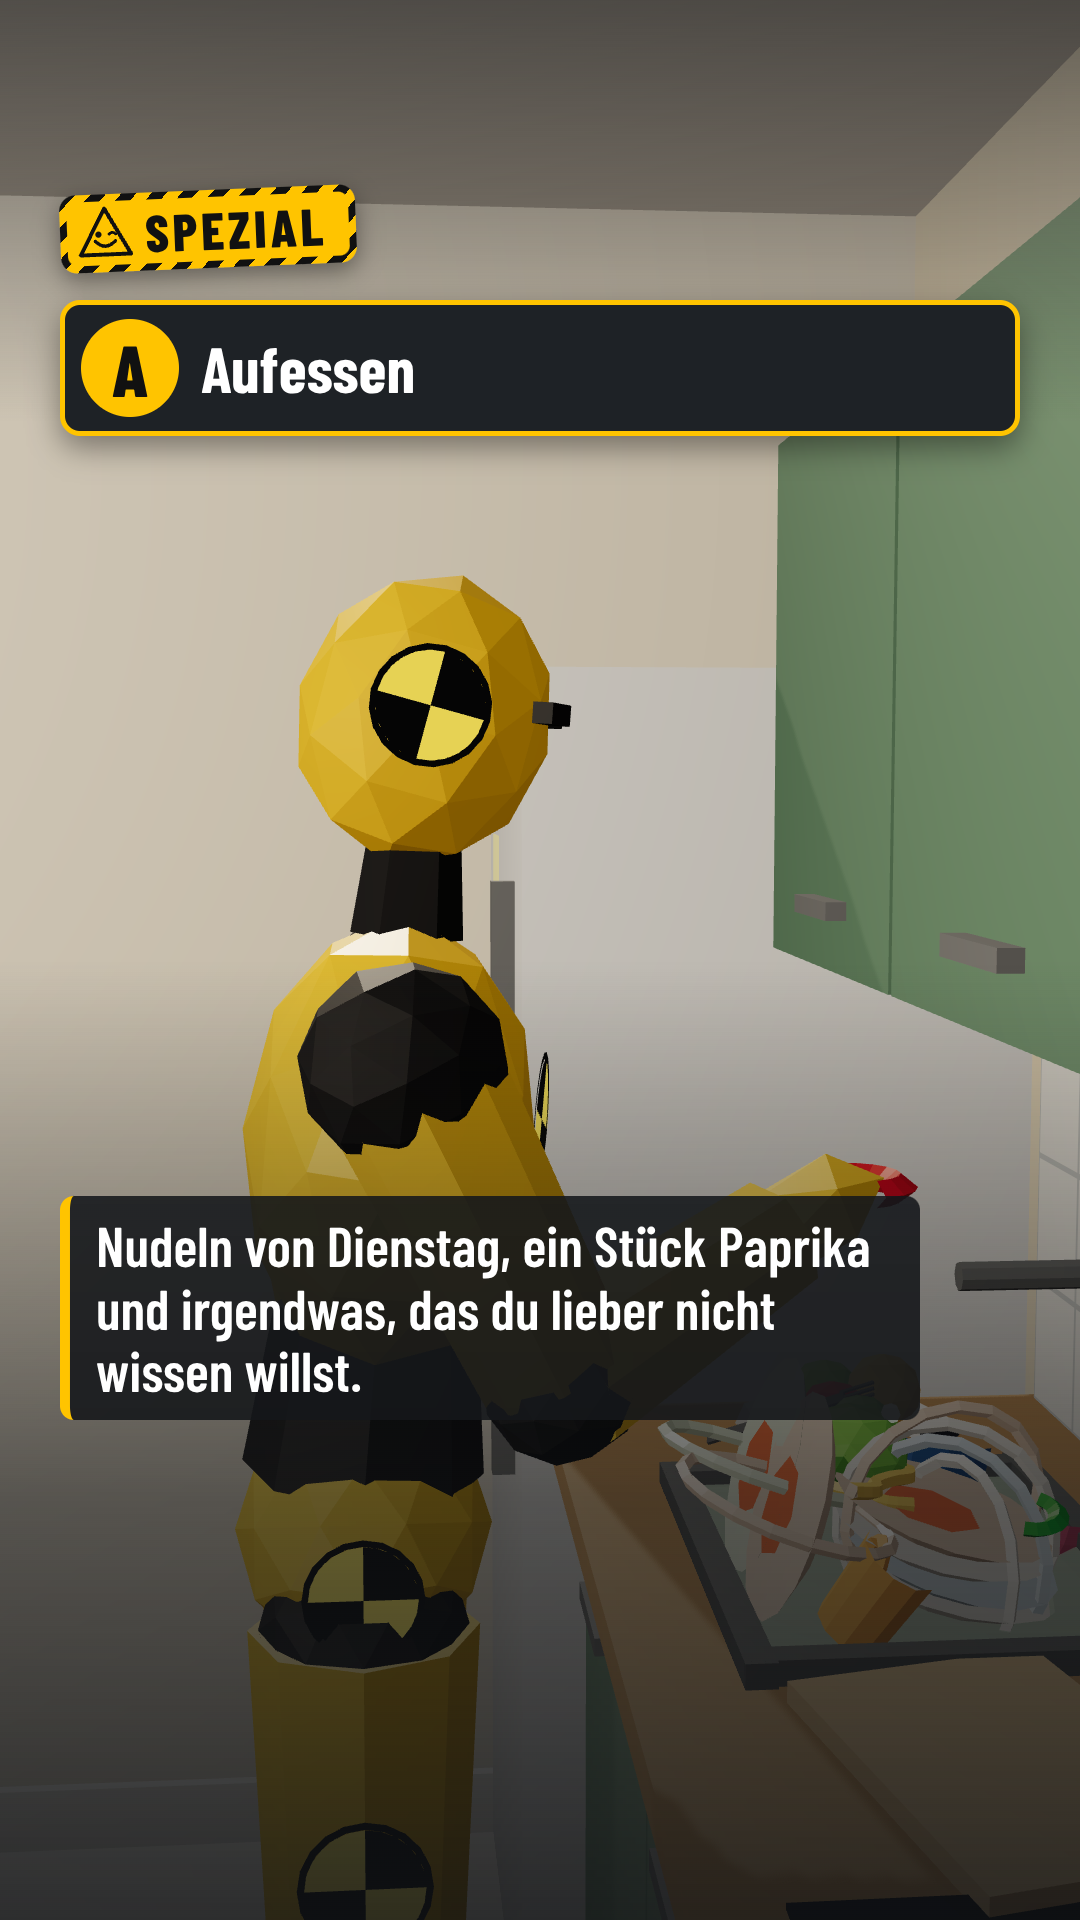 SPEZIAL
A Aufessen
Nudeln von Dienstag, ein Stück Paprika
und irgendwas, das du lieber nicht
wissen willst.